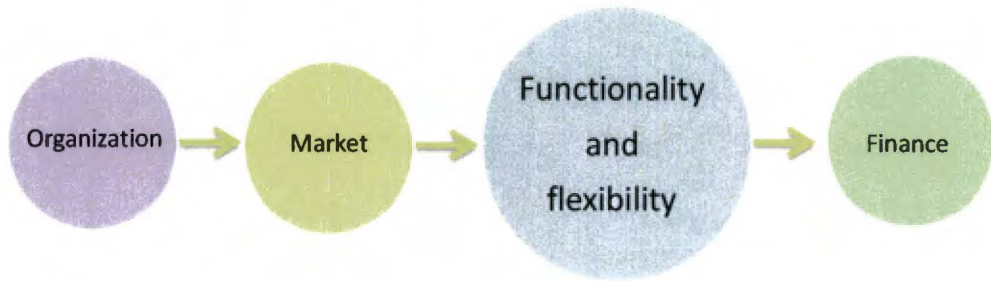 Organization
Market
Functionality
and
flexibility
Finance